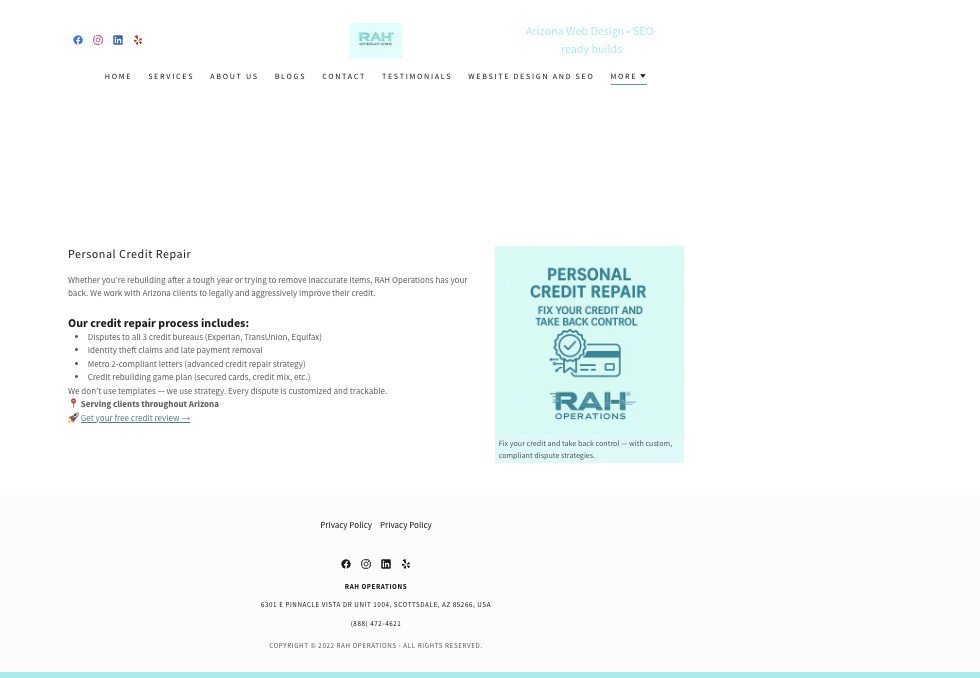 RAH
OPERATIONS
Arizona Web Design • SEO-
ready builds
HOME SERVICES ABOUT US BLOGS CONTACT TESTIMONIALS WEBSITE DESIGN AND SEO MORE
Personal Credit Repair
Whether you're rebuilding after a tough year or trying to remove inaccurate items, RAH Operations has your
back. We work with Arizona clients to legally and aggressively improve their credit.
Our credit repair process includes:
• Disputes to all 3 credit bureaus (Experian, TransUnion, Equifax)
• Identity theft claims and late payment removal
• Metro 2-compliant letters (advanced credit repair strategy)
• Credit rebuilding game plan (secured cards, credit mix, etc.)
We don't use templates — we use strategy. Every dispute is customized and trackable.
📍 Serving clients throughout Arizona
🚀 Get your free credit review →
PERSONAL
CREDIT REPAIR
FIX YOUR CREDIT AND
TAKE BACK CONTROL
RAH
OPERATIONS
Fix your credit and take back control — with custom,
compliant dispute strategies.
Privacy Policy Privacy Policy
RAH OPERATIONS
6301 E PINNACLE VISTA DR UNIT 1004, SCOTTSDALE, AZ 85266, USA
(888) 472-4621
COPYRIGHT © 2022 RAH OPERATIONS - ALL RIGHTS RESERVED.